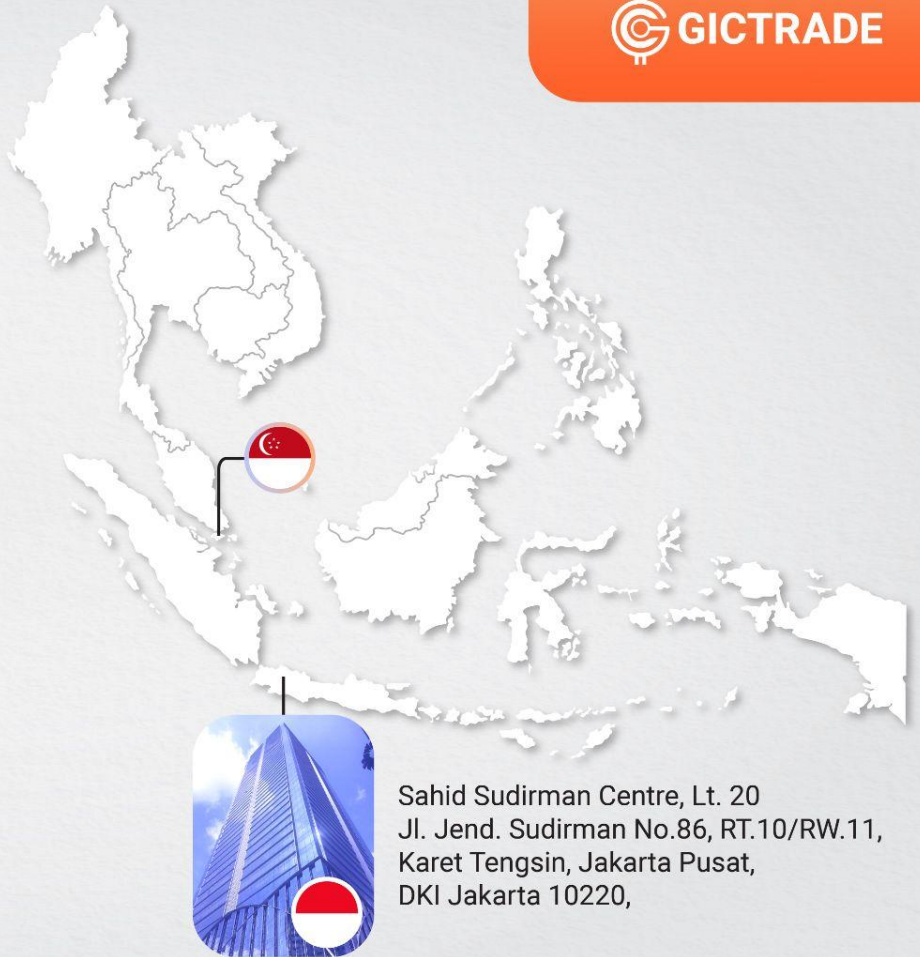 GICTRADE
Sahid Sudirman Centre, Lt. 20
Jl. Jend. Sudirman No.86, RT.10/RW.11,
Karet Tengsin, Jakarta Pusat,
DKI Jakarta 10220,